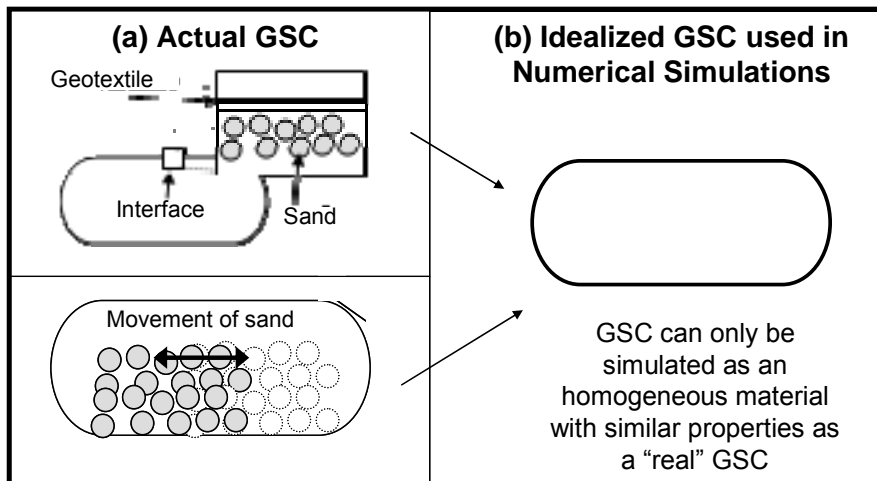 (a) Actual GSC
Geotextile
Interface
Sand
Movement of sand
(b) Idealized GSC used in
Numerical Simulations
GSC can only be
simulated as an
homogeneous material
with similar properties as
a “real” GSC